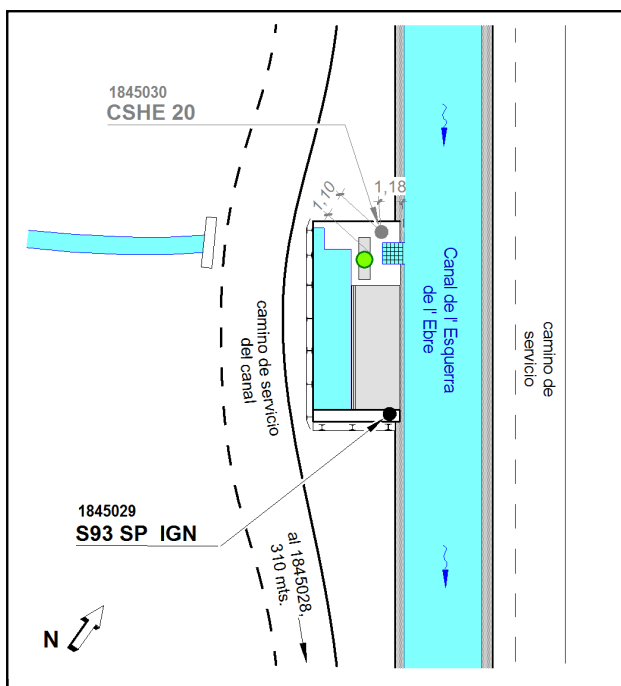 1845030
CSHE 20
1,10
1,18
Canal de l' Esquerra
de l' Ebre
camino de
servicio
camino de servicio
del canal
1845029
S93 SP  IGN
al 1845028,
310 mts.
N